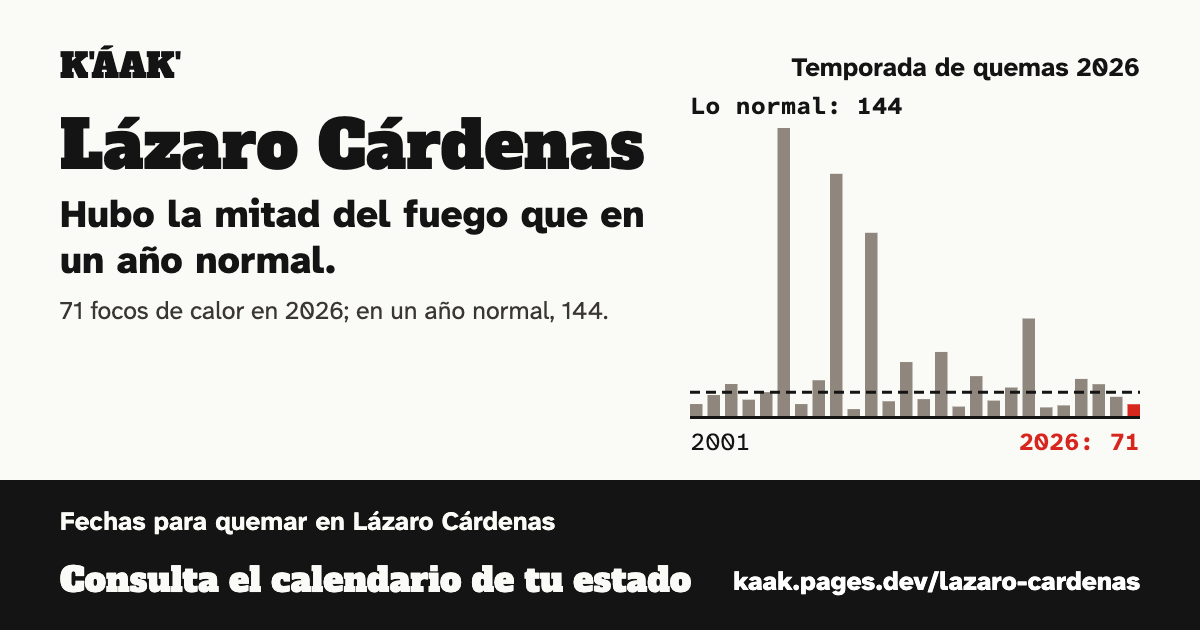 K'ÁAK'
Lázaro Cárdenas
Hubo la mitad del fuego que en
un año normal.
71 focos de calor en 2026; en un año normal, 144.
Temporada de quemas 2026
Lo normal: 144
2001
2026: 71
Fechas para quemar en Lázaro Cárdenas
Consulta el calendario de tu estado
kaak.pages.dev/lazaro-cardenas